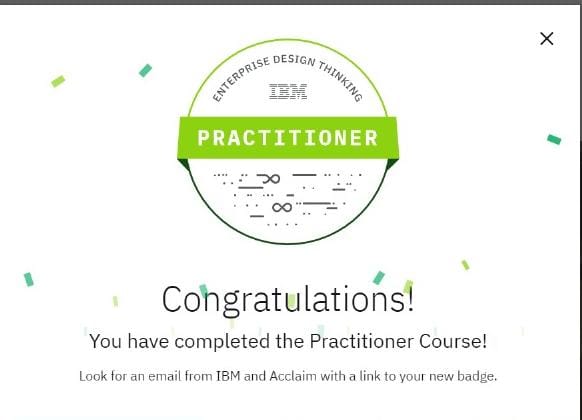 ENTERPRISE DESIGN THINKING
IBM
PRACTITIONER
Congratulations!
You have completed the Practitioner Course!
Look for an email from IBM and Acclaim with a link to your new badge.